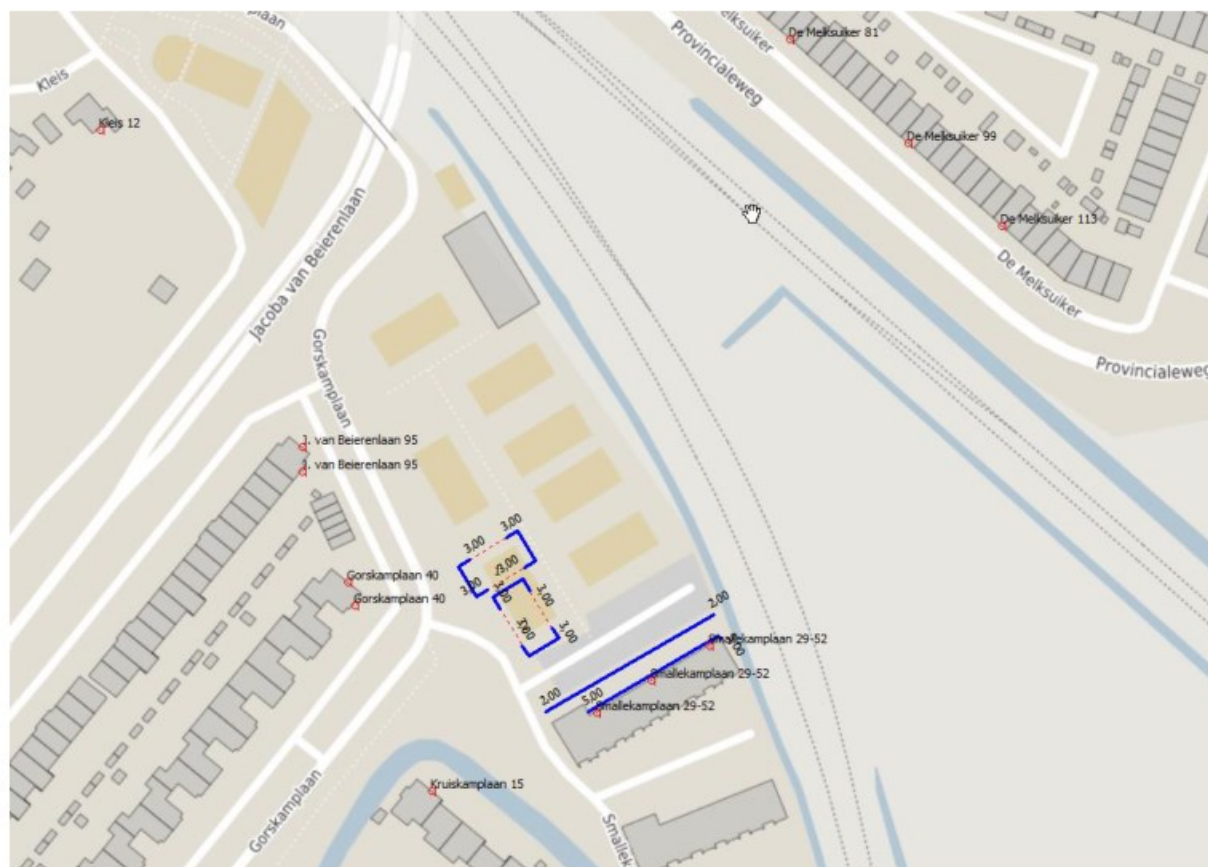 plaan
Melksuiker
De Melksuiker 81
Provincialeweg
Kleis
Kleis 12
De Melksuiker 99
De Melksuiker 113
Jacoba van Beierenlaan
De Melksuiker
Gorskamplaan
Provincialeweg
J. van Beierenlaan 95
J. van Beierenlaan 95
3,00
3,00
3,00
Gorskamplaan 40
3,00
3,00
3,00
Gorskamplaan 40
2,00
3,00
Smallekamplaan 29-52
Smallekamplaan 29-52
2,00
5,00
Smallekamplaan 29-52
Gorskamplaan
Kruiskamplaan 15
Smallek